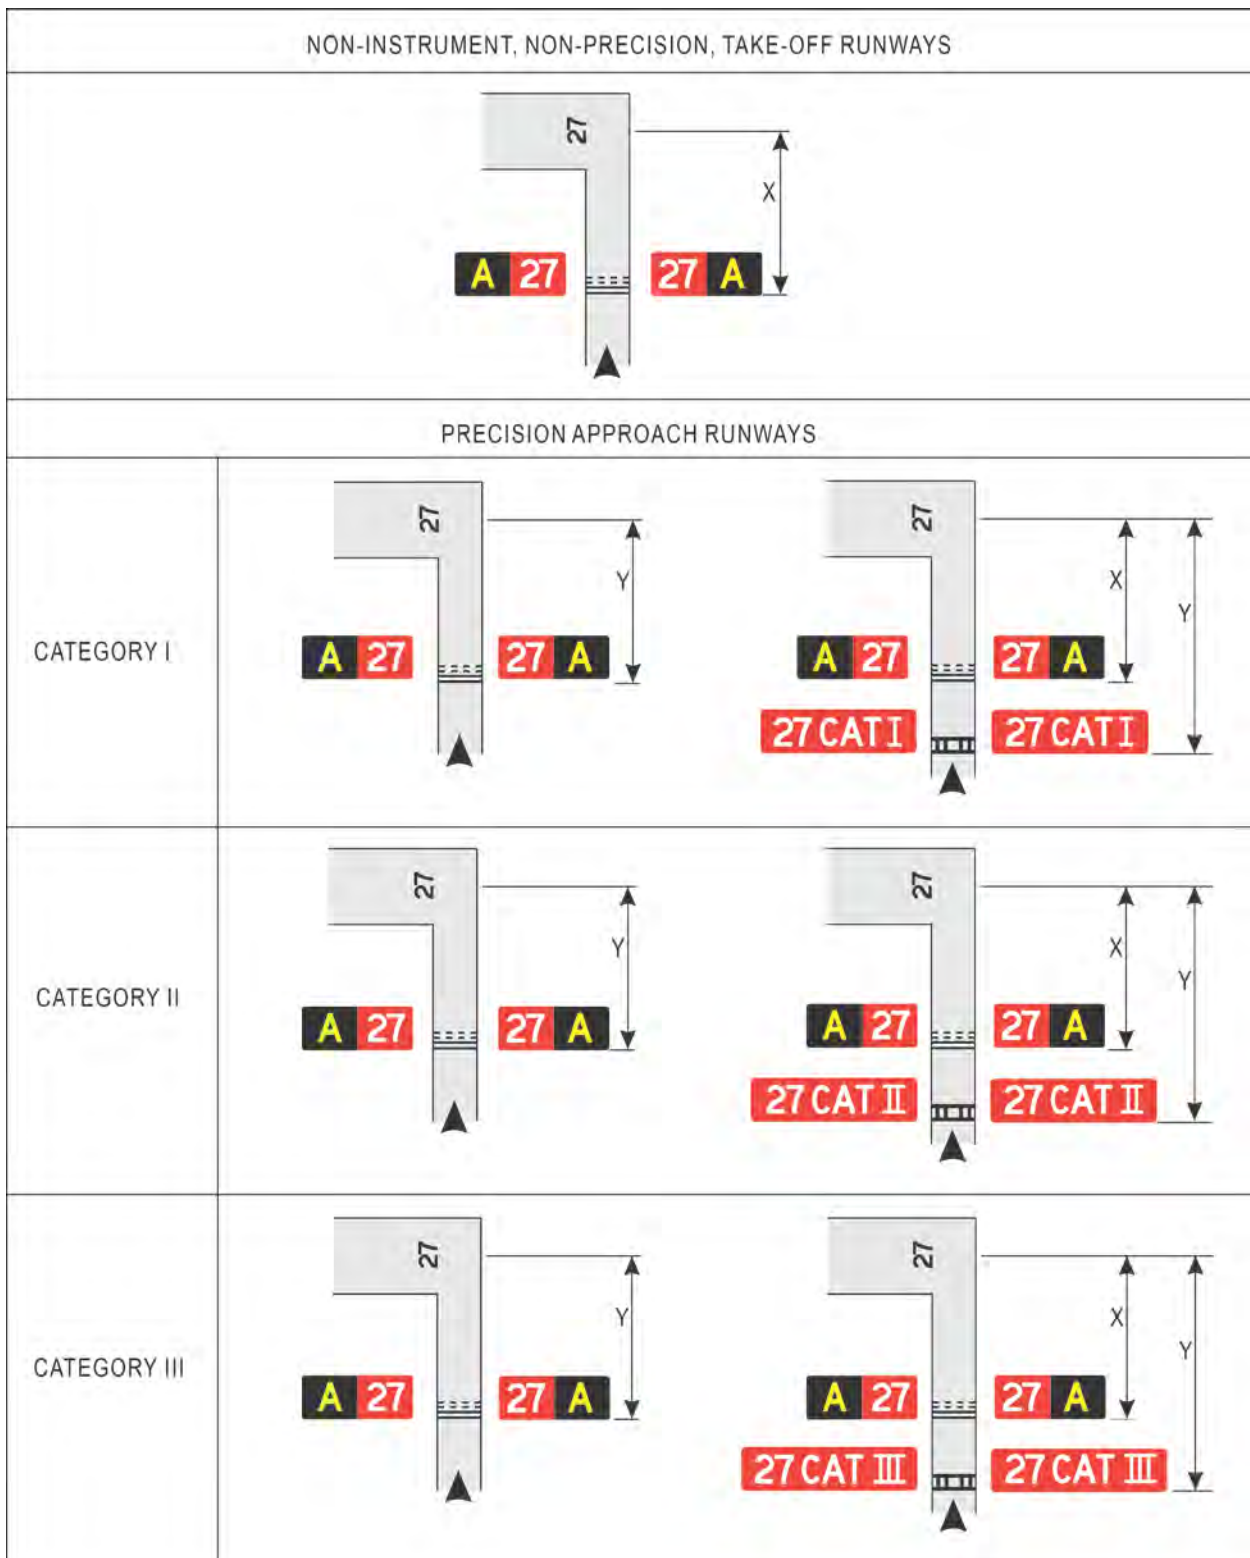 NON-INSTRUMENT, NON-PRECISION, TAKE-OFF RUNWAYS
27
X
A 27 27 A
PRECISION APPROACH RUNWAYS
CATEGORY I
27
Y
A 27 27 A
27
X
Y
A 27 27 A
27 CAT I 27 CAT I
CATEGORY II
27
Y
A 27 27 A
27
X
Y
A 27 27 A
27 CAT II 27 CAT II
CATEGORY III
27
Y
A 27 27 A
27
X
Y
A 27 27 A
27 CAT III 27 CAT III